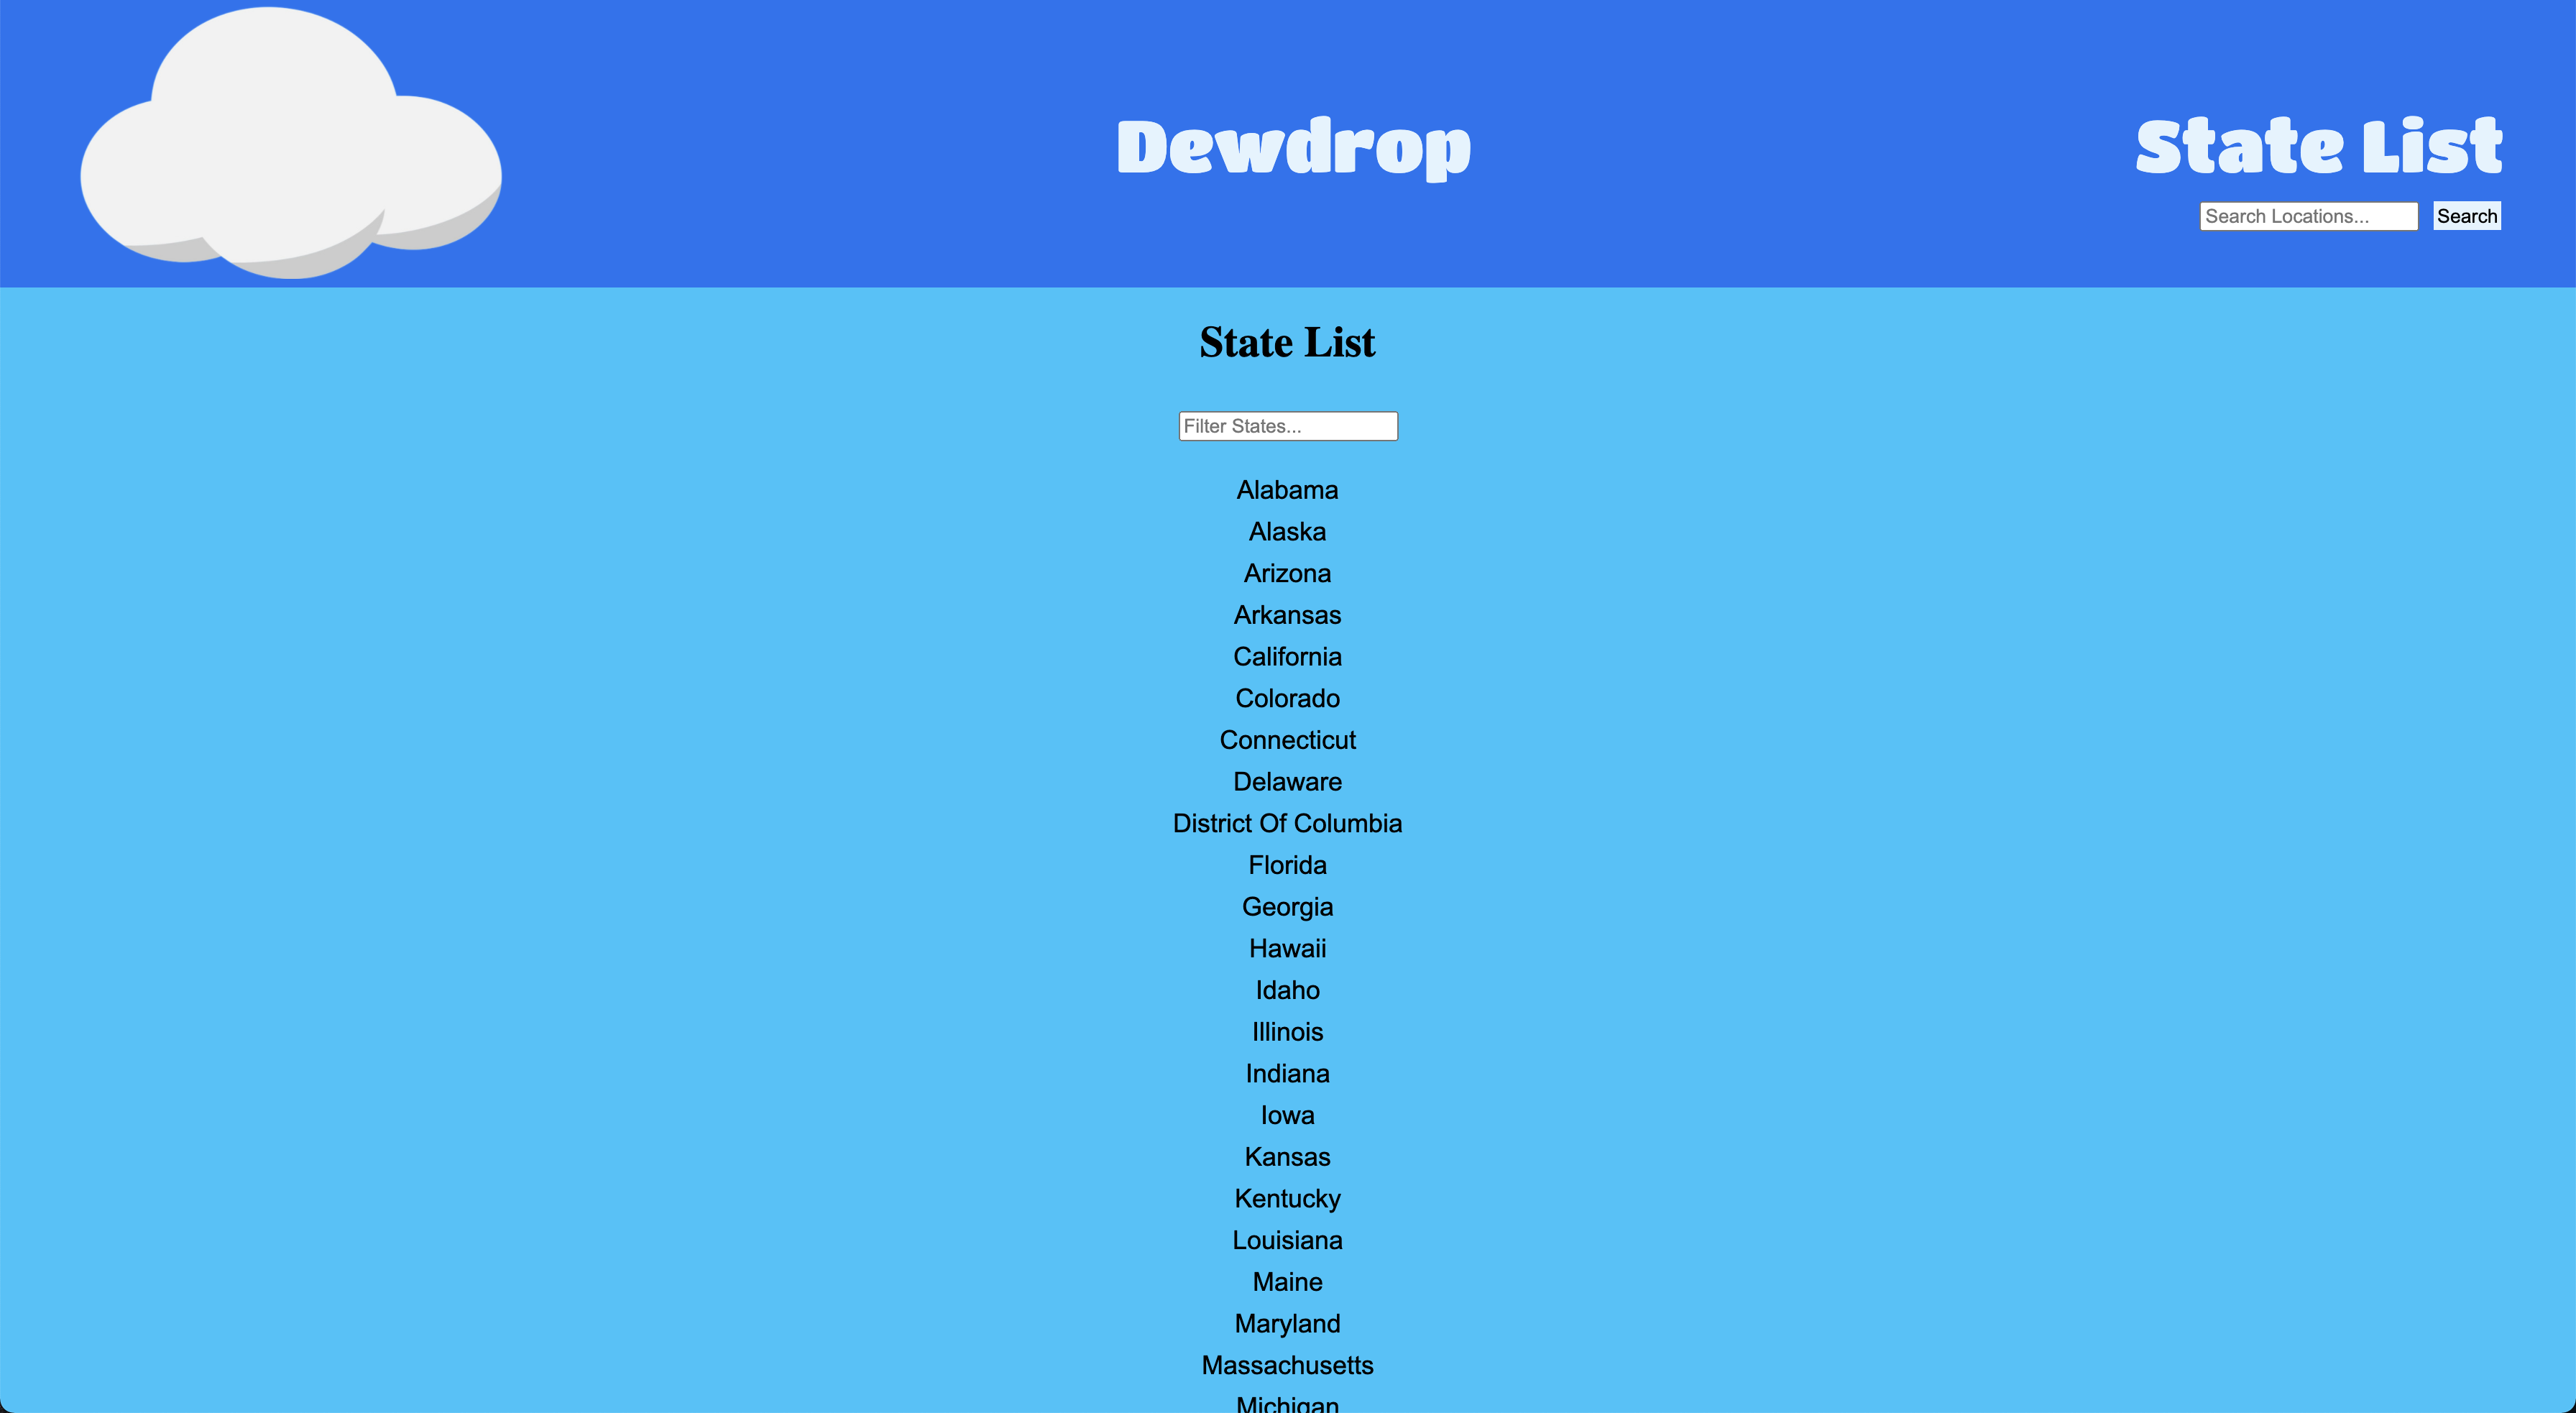 Dewdrop
State List
Search Locations...
Search
State List
Filter States...
Alabama
Alaska
Arizona
Arkansas
California
Colorado
Connecticut
Delaware
District Of Columbia
Florida
Georgia
Hawaii
Idaho
Illinois
Indiana
Iowa
Kansas
Kentucky
Louisiana
Maine
Maryland
Massachusetts
Michigan